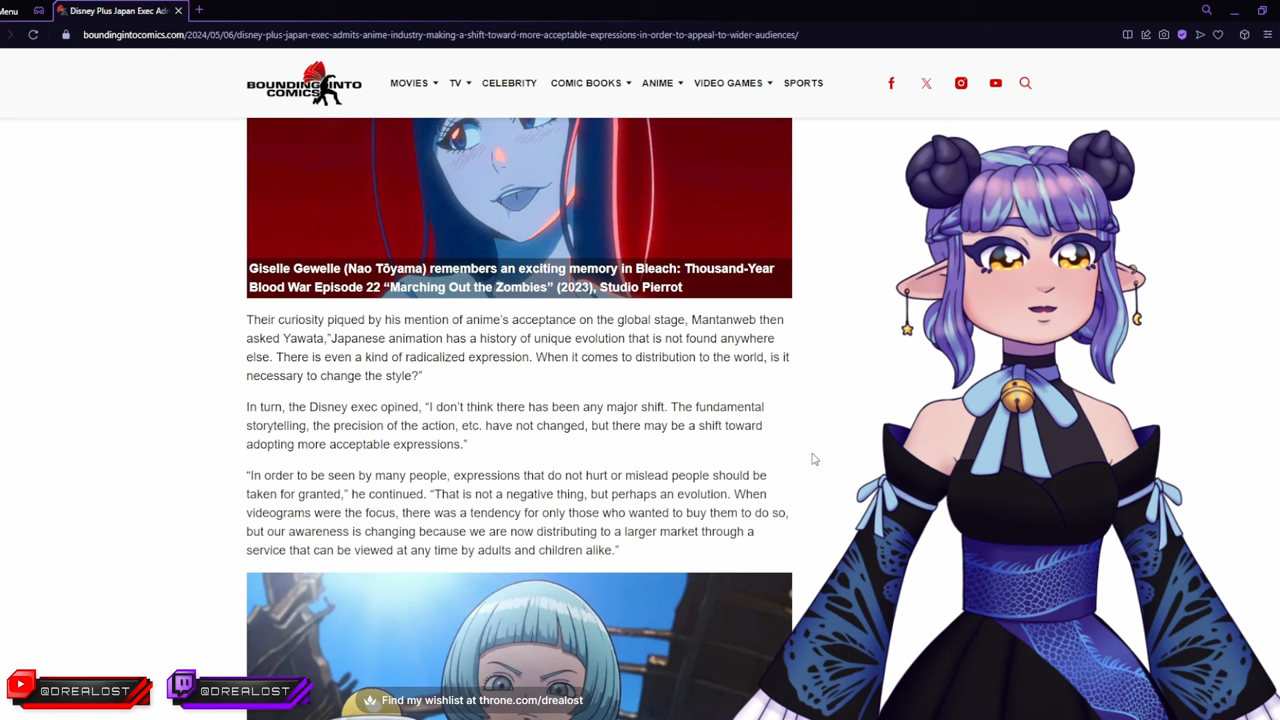 Menu
Disney Plus Japan Exec Ad
boundingintocomics.com/2024/05/06/disney-plus-japan-exec-admits-anime-industry-making-a-shift-toward-more-acceptable-expressions-in-order-to-appeal-to-wider-audiences/
BOUNDING INTO
COMICS
MOVIES TV CELEBRITY COMIC BOOKS ANIME VIDEO GAMES SPORTS
Giselle Gewelle (Nao Tōyama) remembers an exciting memory in Bleach: Thousand-Year
Blood War Episode 22 “Marching Out the Zombies” (2023), Studio Pierrot
Their curiosity piqued by his mention of anime’s acceptance on the global stage, Mantanweb then
asked Yawata,”Japanese animation has a history of unique evolution that is not found anywhere
else. There is even a kind of radicalized expression. When it comes to distribution to the world, is it
necessary to change the style?”
In turn, the Disney exec opined, “I don’t think there has been any major shift. The fundamental
storytelling, the precision of the action, etc. have not changed, but there may be a shift toward
adopting more acceptable expressions.”
“In order to be seen by many people, expressions that do not hurt or mislead people should be
taken for granted,” he continued. “That is not a negative thing, but perhaps an evolution. When
videograms were the focus, there was a tendency for only those who wanted to buy them to do so,
but our awareness is changing because we are now distributing to a larger market through a
service that can be viewed at any time by adults and children alike.”
@DREALOST
@DREALOST
Find my wishlist at throne.com/drealost